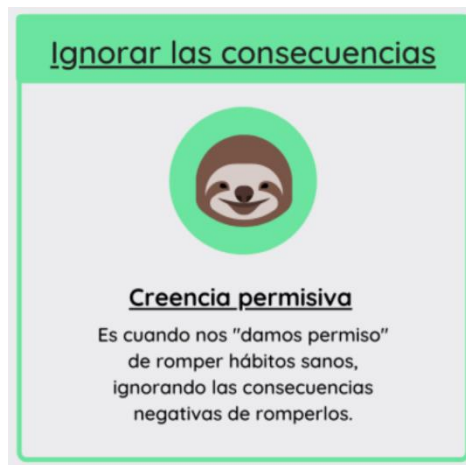 Ignorar las consecuencias
Creencia permisiva
Es cuando nos "damos permiso"
de romper hábitos sanos,
ignorando las consecuencias
negativas de romperlos.